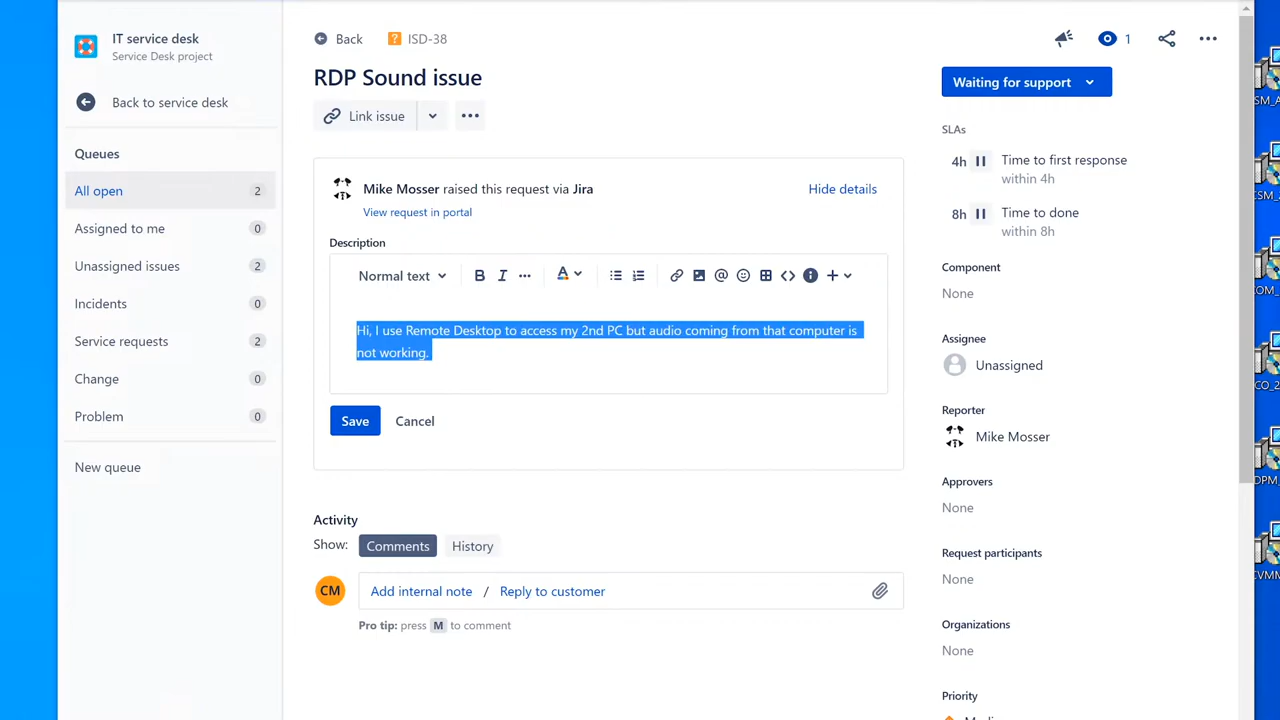 IT service desk
Service Desk project
Back to service desk
Queues
All open 2
Assigned to me 0
Unassigned issues 2
Incidents 0
Service requests 2
Change 0
Problem 0
New queue
Back ISD-38
1
RDP Sound issue
Link issue
Mike Mosser raised this request via Jira
Hide details
View request in portal
Description
Normal text B I A
Hi, I use Remote Desktop to access my 2nd PC but audio coming from that computer is
not working.
Save Cancel
Activity
Show: Comments History
CM Add internal note / Reply to customer
Pro tip: press M to comment
Waiting for support
SLAs
4h Time to first response
within 4h
8h Time to done
within 8h
Component
None
Assignee
Unassigned
Reporter
Mike Mosser
Approvers
None
Request participants
None
Organizations
None
Priority